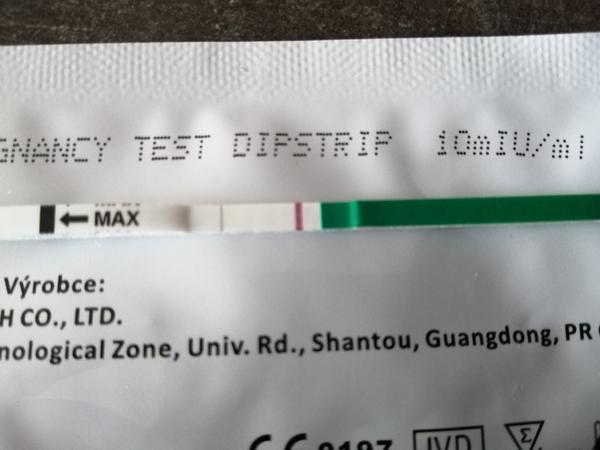 GNANCY TEST DIPSTRIP 10mIU/ml
MAX
Výrobce:
H CO., LTD.
nological Zone, Univ. Rd., Shantou, Guangdong, PR
IVD